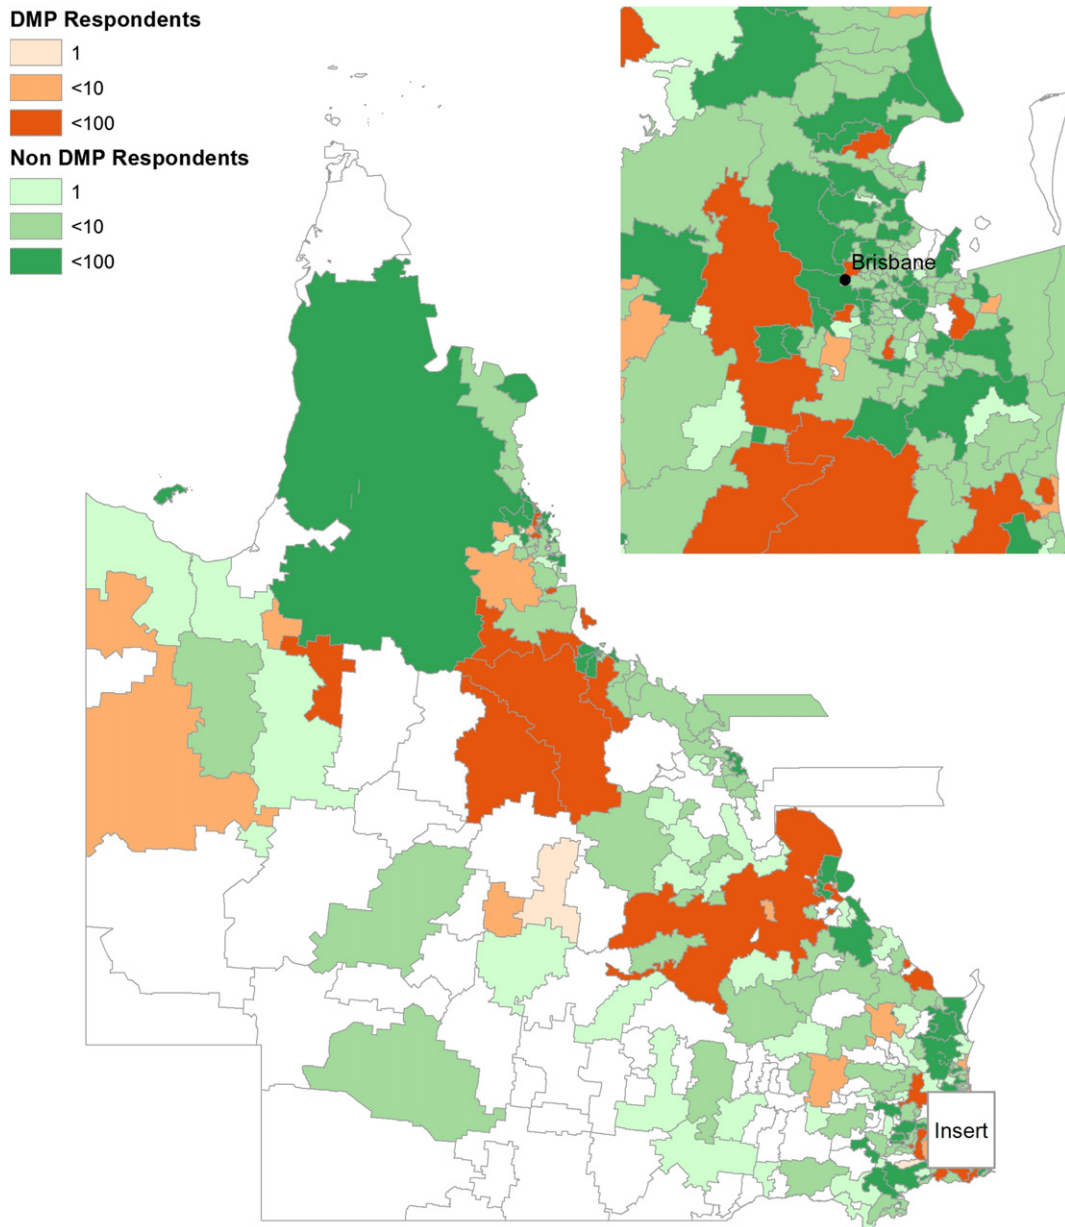 DMP Respondents
1
<10
<100
Non DMP Respondents
1
<10
<100
Brisbane
Insert